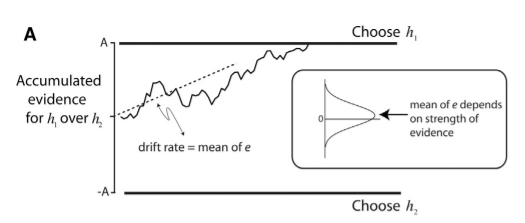 A
Choose h₁
A
Accumulated
evidence
for h₁ over h₂
mean of e depends
on strength of
evidence
0
drift rate = mean of e
-A
Choose h₂